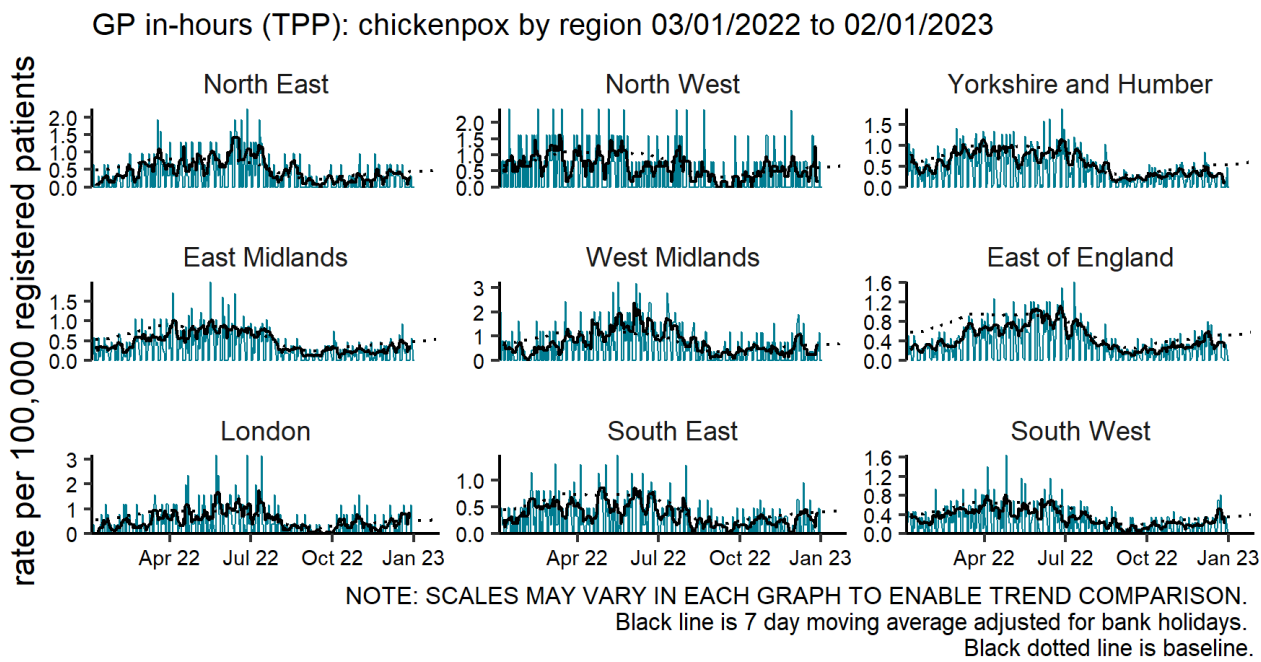 GP in-hours (TPP): chickenpox by region 03/01/2022 to 02/01/2023
rate per 100,000 registered patients
North East
2.0
1.5
1.0
0.5
0.0
North West
2.0
1.5
1.0
0.5
0.0
Yorkshire and Humber
1.5
1.0
0.5
0.0
East Midlands
1.5
1.0
0.5
0.0
West Midlands
3
2
1
0
East of England
1.6
1.2
0.8
0.4
0.0
London
3
2
1
0
Apr 22 Jul 22 Oct 22 Jan 23
South East
1.0
0.5
0.0
Apr 22 Jul 22 Oct 22 Jan 23
South West
1.6
1.2
0.8
0.4
0.0
Apr 22 Jul 22 Oct 22 Jan 23
NOTE: SCALES MAY VARY IN EACH GRAPH TO ENABLE TREND COMPARISON.
Black line is 7 day moving average adjusted for bank holidays.
Black dotted line is baseline.